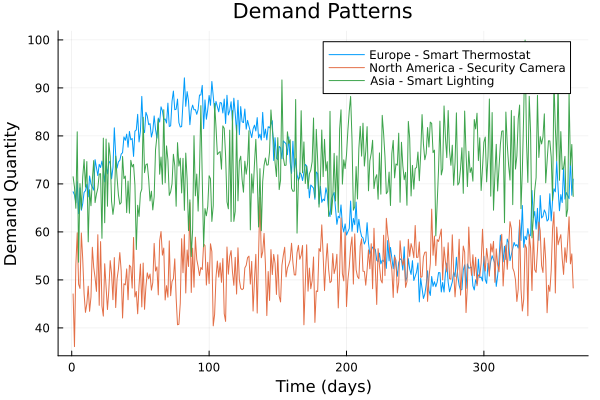 Demand Patterns
100
90
80
70
60
50
40
Demand Quantity
Europe - Smart Thermostat
North America - Security Camera
Asia - Smart Lighting
0
100
200
300
Time (days)